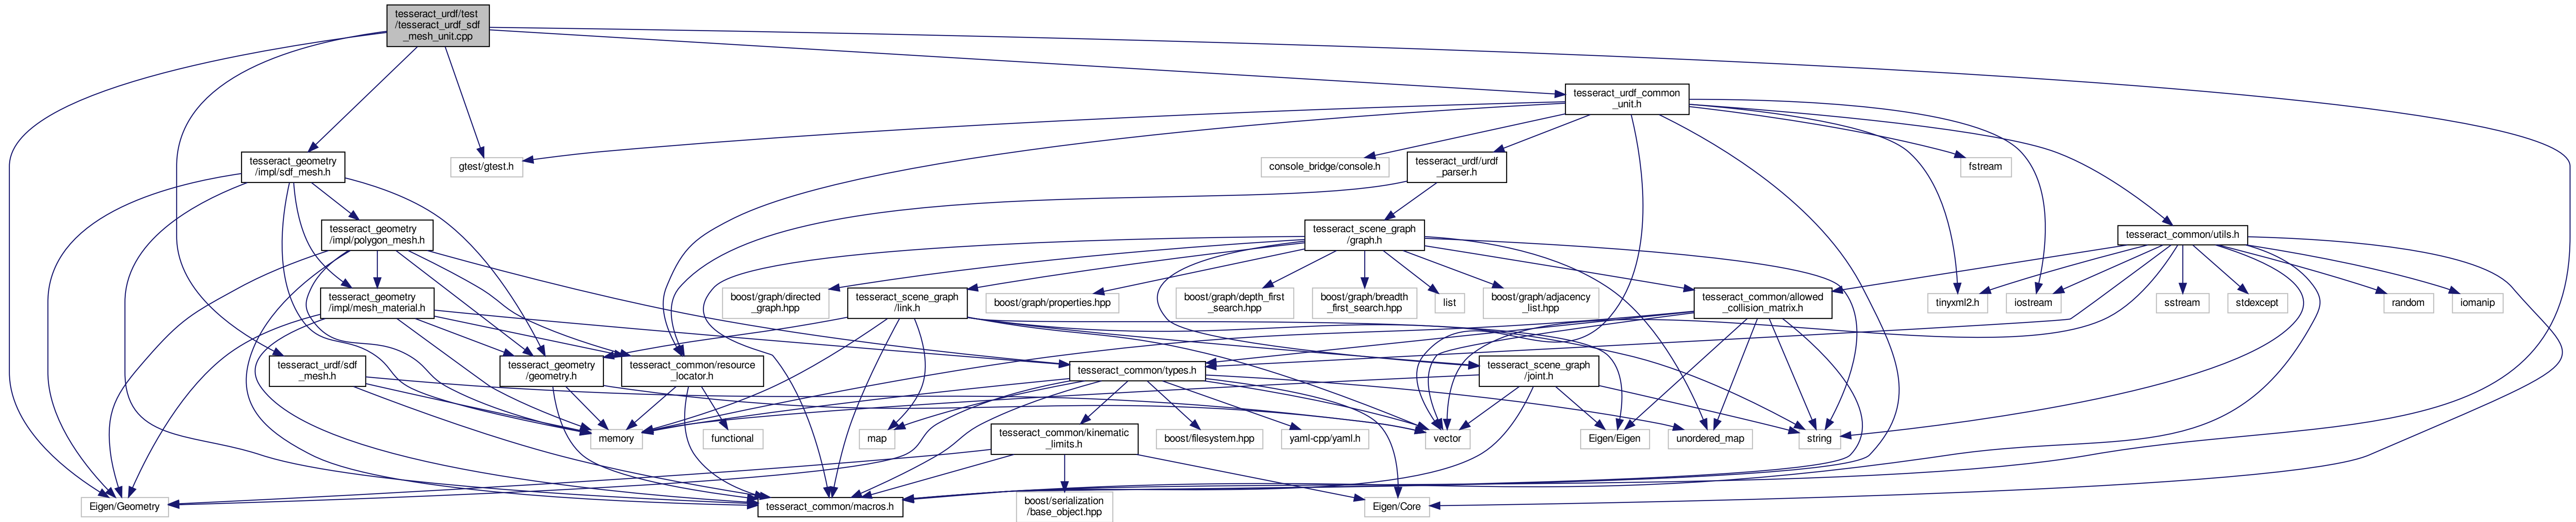 tesseract_urdf/test
/tesseract_urdf_sdf
_mesh_unit.cpp
tesseract_urdf_common
_unit.h
tesseract_geometry
/impl/sdf_mesh.h
gtest/gtest.h
console_bridge/console.h
tesseract_urdf/urdf
_parser.h
fstream
tesseract_geometry
/impl/polygon_mesh.h
tesseract_scene_graph
/graph.h
tesseract_common/utils.h
tesseract_geometry
/impl/mesh_material.h
boost/graph/directed
_graph.hpp
tesseract_scene_graph
/link.h
boost/graph/properties.hpp
boost/graph/depth_first
_search.hpp
boost/graph/breadth
_first_search.hpp
list
boost/graph/adjacency
_list.hpp
tesseract_common/allowed
_collision_matrix.h
tinyxml2.h
iostream
sstream
stdexcept
random
iomanip
tesseract_urdf/sdf
_mesh.h
tesseract_geometry
/geometry.h
tesseract_common/resource
_locator.h
tesseract_common/types.h
tesseract_scene_graph
/joint.h
memory
functional
map
tesseract_common/kinematic
_limits.h
boost/filesystem.hpp
yaml-cpp/yaml.h
vector
Eigen/Eigen
unordered_map
string
Eigen/Geometry
tesseract_common/macros.h
boost/serialization
/base_object.hpp
Eigen/Core